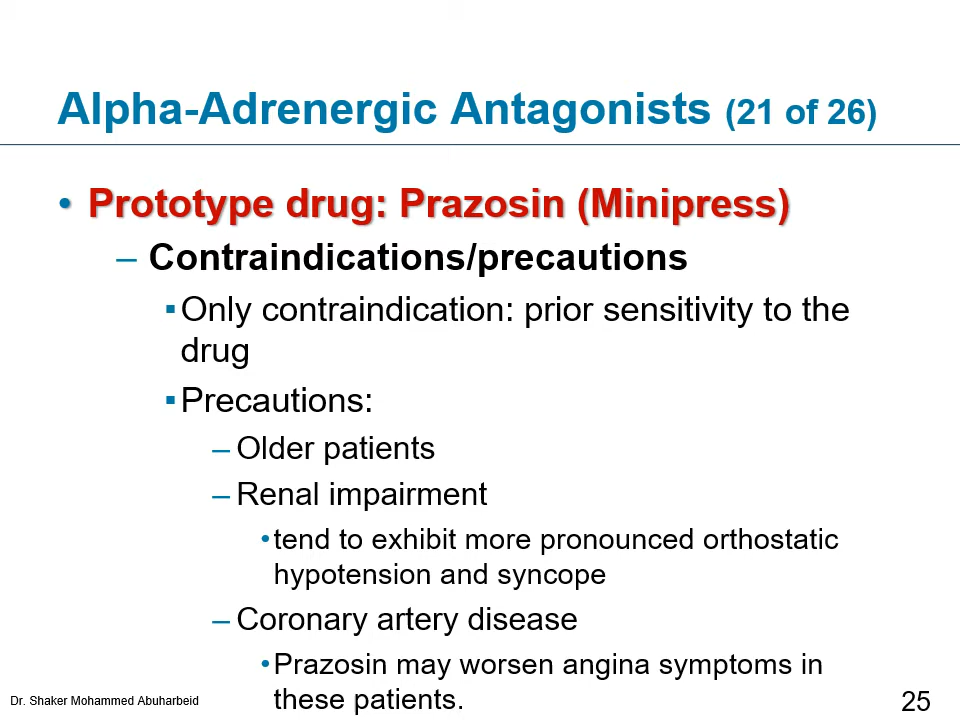 Alpha-Adrenergic Antagonists (21 of 26)
• Prototype drug: Prazosin (Minipress)
– Contraindications/precautions
▪ Only contraindication: prior sensitivity to the
drug
▪ Precautions:
– Older patients
– Renal impairment
• tend to exhibit more pronounced orthostatic
hypotension and syncope
– Coronary artery disease
• Prazosin may worsen angina symptoms in
these patients.
Dr. Shaker Mohammed Abuharbeid
25